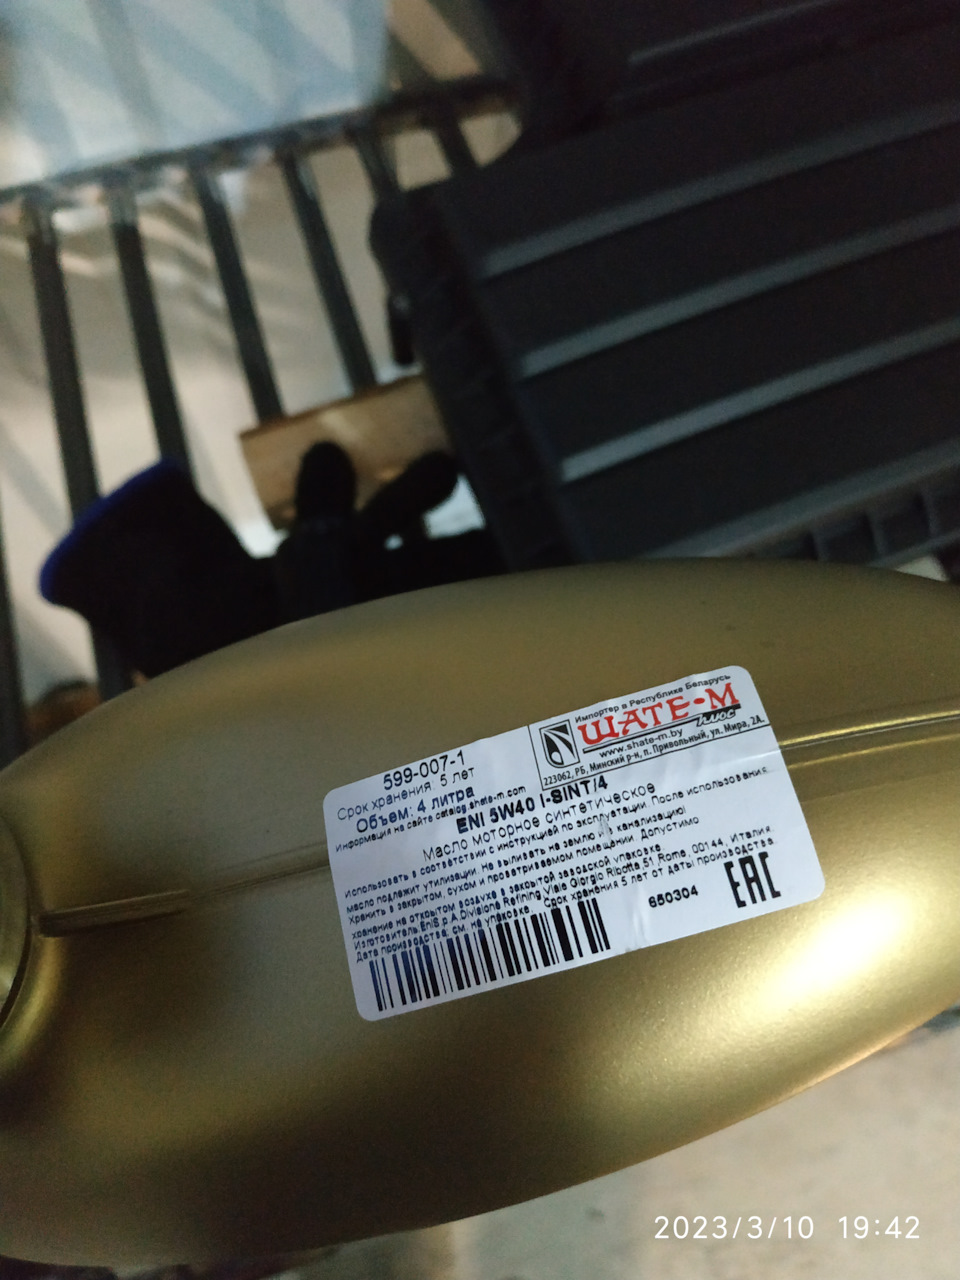 599-007-1
Срок хранения: 5 лет
Объем: 4 литра
Информация на сайте catalog.shate-m.com
Импортер в Республике Беларусь
ШАТЕ-М
плюс
www.shate-m.by
223062, РБ, Минский р-н, п. Привольный, ул. Мира, 2А.
ENI 5W40 I-SINT/4
Масло моторное синтетическое
Использовать в соответствии с инструкцией по эксплуатации. После использования
масло подлежит утилизации. Не выливать на землю и в канализацию!
Хранить в закрытом, сухом и проветриваемом помещении. Допустимо
хранение на открытом воздухе в закрытой заводской упаковке.
Изготовитель:EniS.p.A.Divisione Refining Viale Giorgio Ribotta 51 Rome, 00144, Италия.
Дата производства: см. на упаковке Срок хранения 5 лет от даты производства.
650304
EAC
2023/3/10 19:42